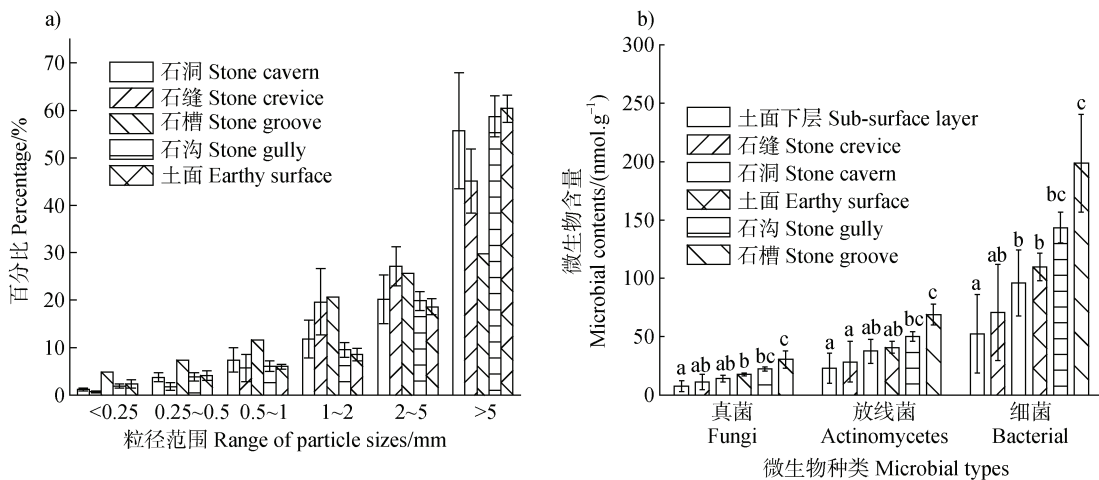 a)
70
60
50
40
30
20
10
0
百分比 Percentage/%
石洞 Stone cavern
石缝 Stone crevice
石槽 Stone groove
石沟 Stone gully
土面 Earthy surface
<0.25 0.25~0.5 0.5~1 1~2 2~5 >5
粒径范围 Range of particle sizes/mm
b)
300
250
200
150
100
50
0
微生物含量
Microbial contents/(nmol.g⁻¹)
土面下层 Sub-surface layer
石缝 Stone crevice
石洞 Stone cavern
土面 Earthy surface
石沟 Stone gully
石槽 Stone groove
a ab a b bc c
a a ab ab bc c
a ab b b bc c
真菌 放线菌 细菌
Fungi Actinomycetes Bacterial
微生物种类 Microbial types